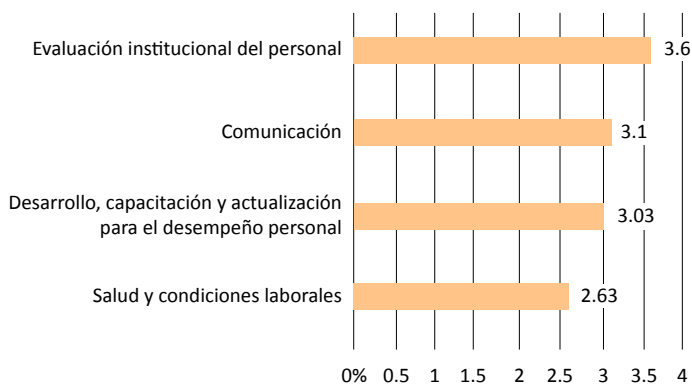 Evaluación institucional del personal
3.6
Comunicación
3.1
Desarrollo, capacitación y actualización
para el desempeño personal
3.03
Salud y condiciones laborales
2.63
0% 0.5 1 1.5 2 2.5 3 3.5 4